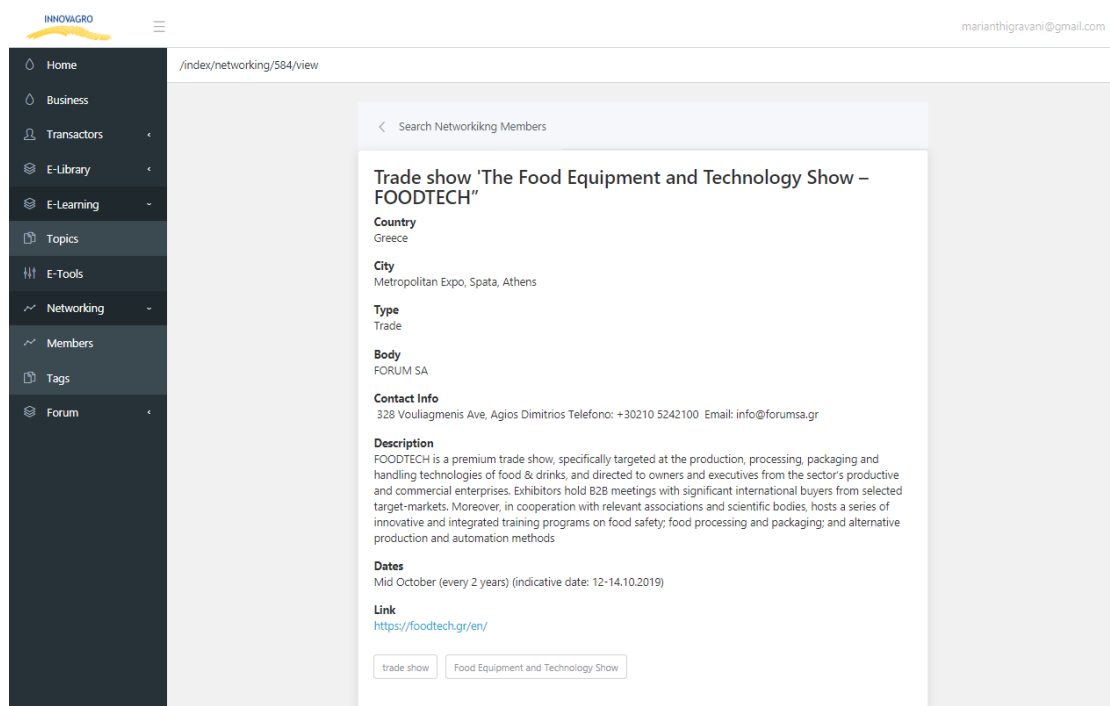 INNOVAGRO
marianthigravani@gmail.com
Home
Business
Transactors
E-Library
E-Learning
Topics
E-Tools
Networking
Members
Tags
Forum
/index/networking/584/view
Search Networkikng Members
Trade show 'The Food Equipment and Technology Show –
FOODTECH”
Country
Greece
City
Metropolitan Expo, Spata, Athens
Type
Trade
Body
FORUM SA
Contact Info
328 Vouliagmenis Ave, Agios Dimitrios Telefono: +30210 5242100 Email: info@forumsa.gr
Description
FOODTECH is a premium trade show, specifically targeted at the production, processing, packaging and
handling technologies of food & drinks, and directed to owners and executives from the sector's productive
and commercial enterprises. Exhibitors hold B2B meetings with significant international buyers from selected
target-markets. Moreover, in cooperation with relevant associations and scientific bodies, hosts a series of
innovative and integrated training programs on food safety; food processing and packaging; and alternative
production and automation methods
Dates
Mid October (every 2 years) (indicative date: 12-14.10.2019)
Link
https://foodtech.gr/en/
trade show
Food Equipment and Technology Show